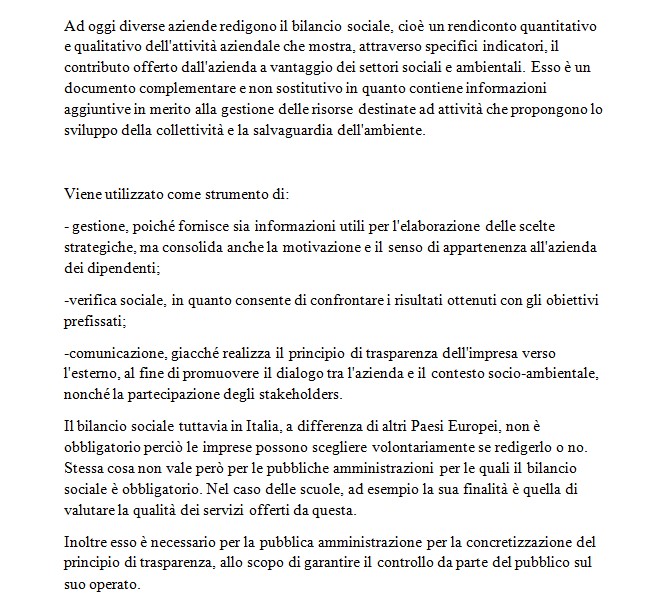 Ad oggi diverse aziende redigono il bilancio sociale, cioè un rendiconto quantitativo
e qualitativo dell'attività aziendale che mostra, attraverso specifici indicatori, il
contributo offerto dall'azienda a vantaggio dei settori sociali e ambientali. Esso è un
documento complementare e non sostitutivo in quanto contiene informazioni
aggiuntive in merito alla gestione delle risorse destinate ad attività che propongono lo
sviluppo della collettività e la salvaguardia dell'ambiente.
Viene utilizzato come strumento di:
- gestione, poiché fornisce sia informazioni utili per l'elaborazione delle scelte
strategiche, ma consolida anche la motivazione e il senso di appartenenza all'azienda
dei dipendenti;
-verifica sociale, in quanto consente di confrontare i risultati ottenuti con gli obiettivi
prefissati;
-comunicazione, giacché realizza il principio di trasparenza dell'impresa verso
l'esterno, al fine di promuovere il dialogo tra l'azienda e il contesto socio-ambientale,
nonché la partecipazione degli stakeholders.
Il bilancio sociale tuttavia in Italia, a differenza di altri Paesi Europei, non è
obbligatorio perciò le imprese possono scegliere volontariamente se redigerlo o no.
Stessa cosa non vale però per le pubbliche amministrazioni per le quali il bilancio
sociale è obbligatorio. Nel caso delle scuole, ad esempio la sua finalità è quella di
valutare la qualità dei servizi offerti da questa.
Inoltre esso è necessario per la pubblica amministrazione per la concretizzazione del
principio di trasparenza, allo scopo di garantire il controllo da parte del pubblico sul
suo operato.